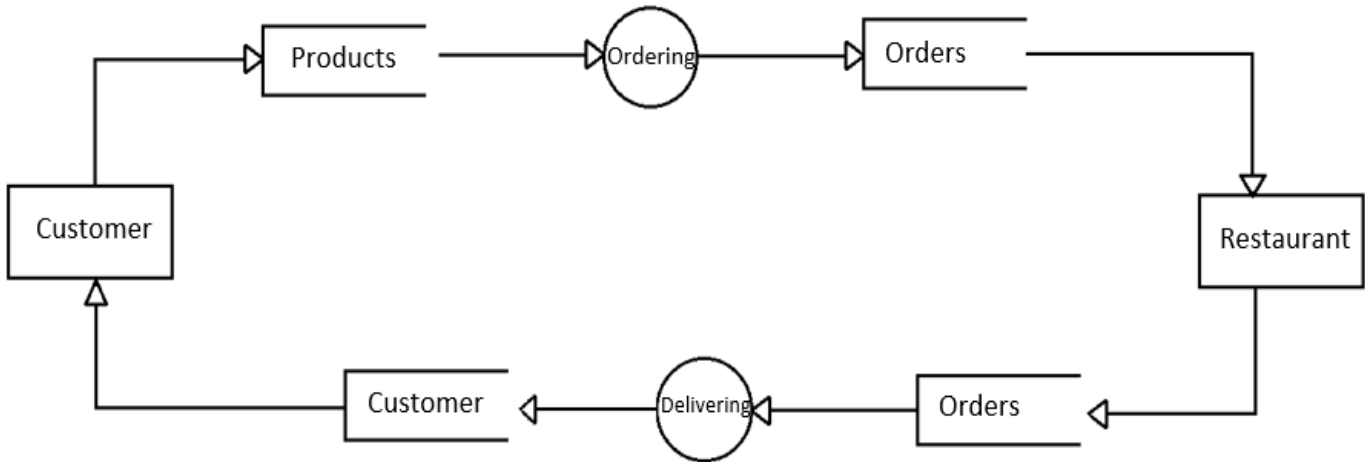 Products
Ordering
Orders
Customer
Restaurant
Customer
Delivering
Orders